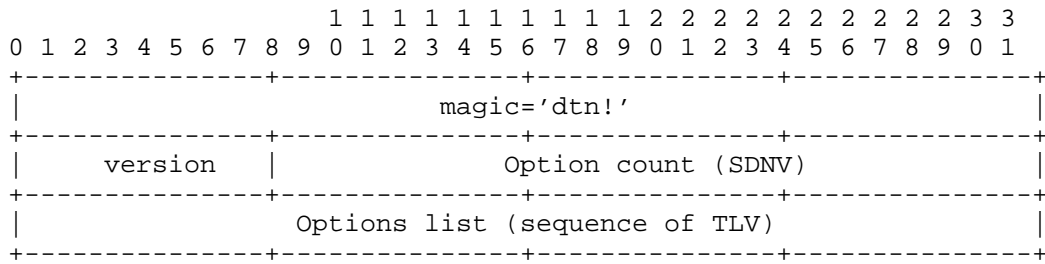 1 1 1 1 1 1 1 1 1 1 2 2 2 2 2 2 2 2 2 2 3 3
0 1 2 3 4 5 6 7 8 9 0 1 2 3 4 5 6 7 8 9 0 1 2 3 4 5 6 7 8 9 0 1
+---------------+---------------+---------------+---------------+
|                          magic='dtn!'                         |
+---------------+---------------+---------------+---------------+
|     version   |              Option count (SDNV)              |
+---------------+---------------+---------------+---------------+
|                 Options list (sequence of TLV)                |
+---------------+---------------+---------------+---------------+